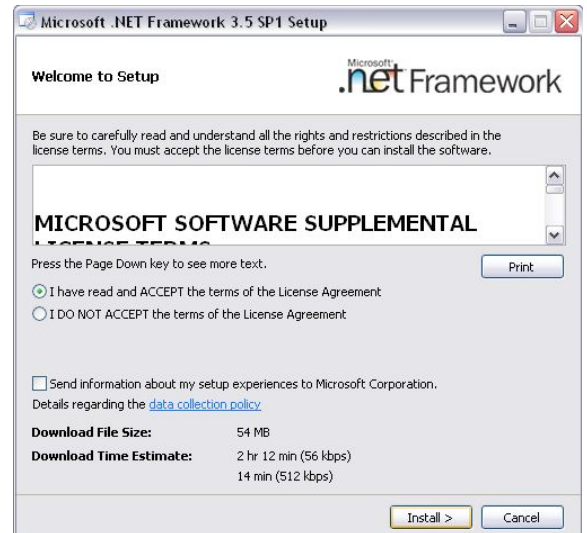 Microsoft .NET Framework 3.5 SP1 Setup
Welcome to Setup
Microsoft
.net Framework
Be sure to carefully read and understand all the rights and restrictions described in the
license terms. You must accept the license terms before you can install the software.
MICROSOFT SOFTWARE SUPPLEMENTAL
LICENSE TERMS
Press the Page Down key to see more text.
Print
I have read and ACCEPT the terms of the License Agreement
I DO NOT ACCEPT the terms of the License Agreement
Send information about my setup experiences to Microsoft Corporation.
Details regarding the data collection policy
Download File Size: 54 MB
Download Time Estimate: 2 hr 12 min (56 kbps)
14 min (512 kbps)
Install > Cancel